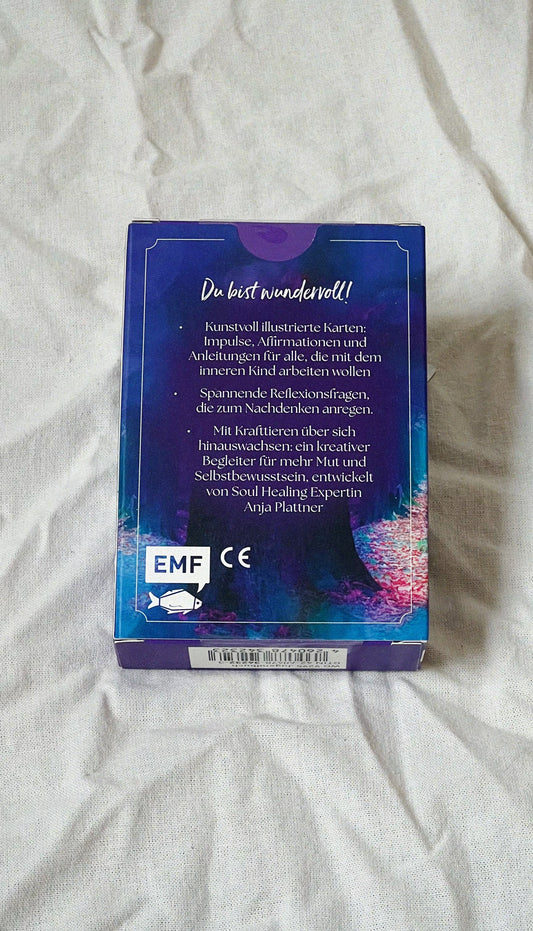 Du bist wundervoll!
• Kunstvoll illustrierte Karten:
Impulse, Affirmationen und
Anleitungen für alle, die mit dem
inneren Kind arbeiten wollen
• Spannende Reflexionsfragen,
die zum Nachdenken anregen.
• Mit Krafttieren über sich
hinauswachsen: ein kreativer
Begleiter für mehr Mut und
Selbstbewusstsein, entwickelt
von Soul Healing Expertin
Anja Plattner
EMF CE